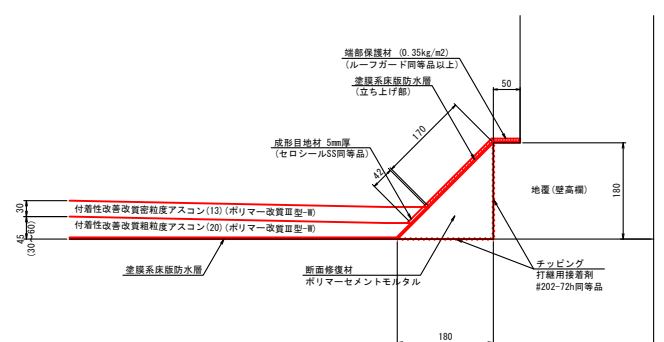 端部保護材 (0.35kg/m2)
(ルーフガード同等品以上)
塗膜系床版防水層
(立ち上げ部)
50
170
成形目地材 5mm厚
(セロシールSS同等品)
42
30
付着性改善改質密粒度アスコン(13)(ポリマー改質Ⅲ型-W)
地覆(壁高欄)
180
45
(30~60)
付着性改善改質粗粒度アスコン(20)(ポリマー改質Ⅲ型-W)
塗膜系床版防水層
断面修復材
ポリマーセメントモルタル
チッピング
打継用接着剤
#202-72h同等品
180